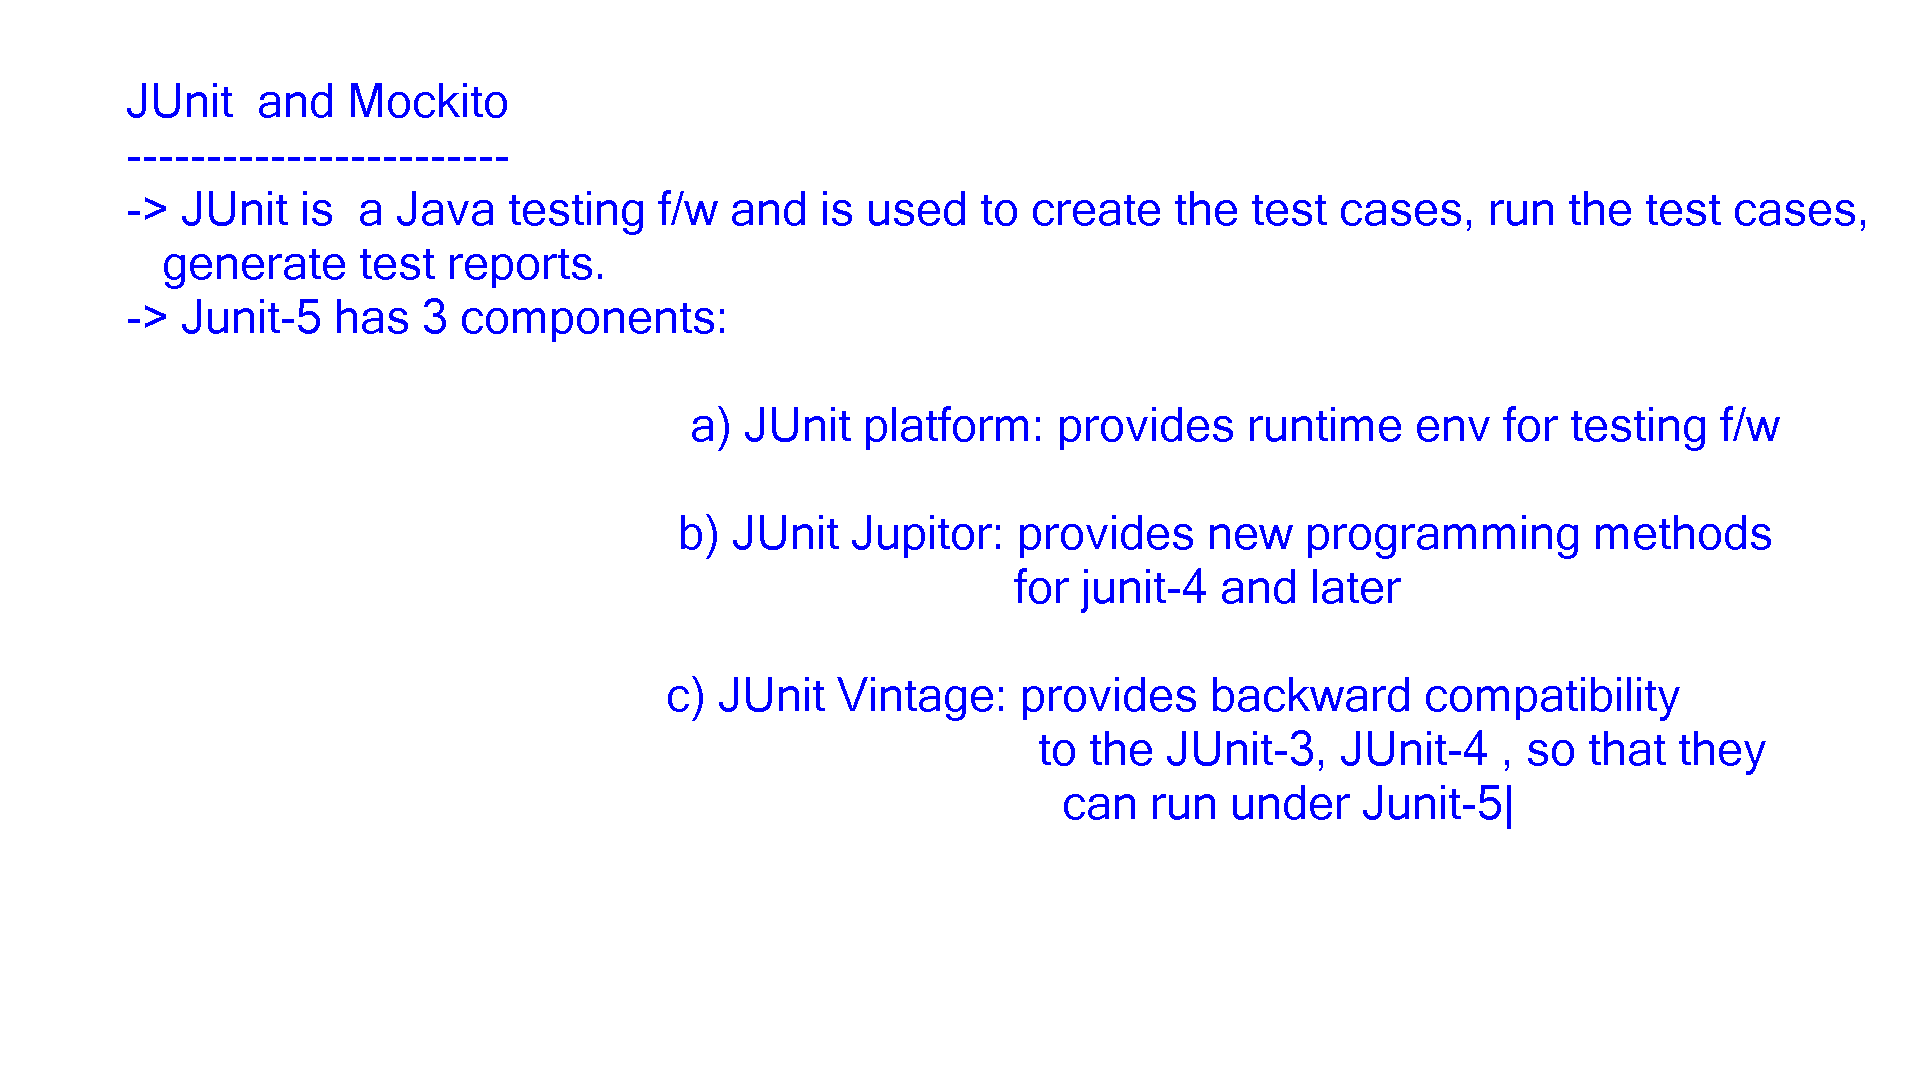 JUnit  and Mockito
------------------------
-> JUnit is  a Java testing f/w and is used to create the test cases, run the test cases,
generate test reports.
-> Junit-5 has 3 components:
a) JUnit platform: provides runtime env for testing f/w
b) JUnit Jupitor: provides new programming methods
for junit-4 and later
c) JUnit Vintage: provides backward compatibility
to the JUnit-3, JUnit-4 , so that they
can run under Junit-5